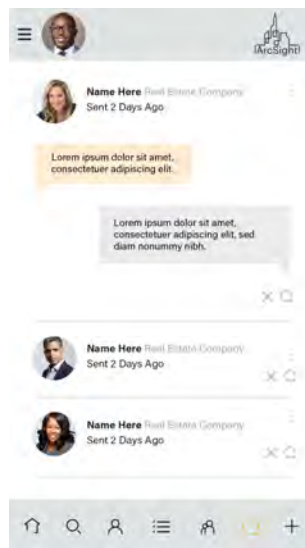 ArcSight
Name Here Real Estate Company
Sent 2 Days Ago
Lorem ipsum dolor sit amet,
consectetuer adipiscing elit.
Lorem ipsum dolor sit amet,
consectetuer adipiscing elit, sed
diam nonummy nibh.
Name Here Real Estate Company
Sent 2 Days Ago
Name Here Real Estate Company
Sent 2 Days Ago